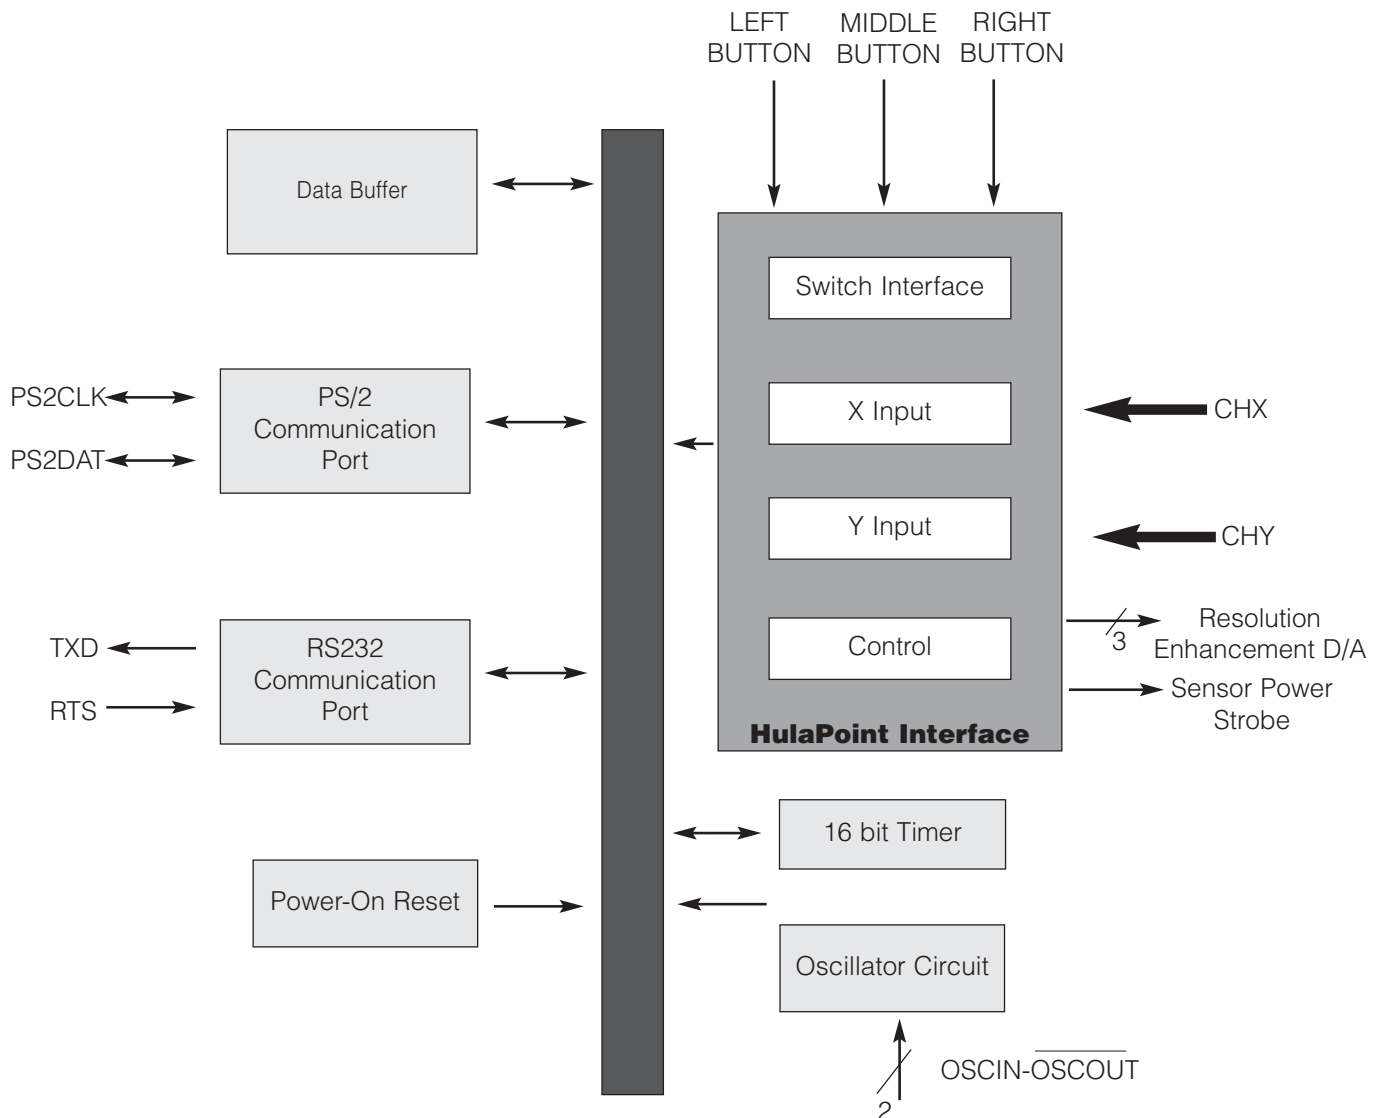 LEFT
BUTTON
MIDDLE
BUTTON
RIGHT
BUTTON
Data Buffer
Switch Interface
PS2CLK
PS2DAT
PS/2
Communication
Port
X Input
CHX
Y Input
CHY
TXD
RTS
RS232
Communication
Port
Control
3
Resolution
Enhancement D/A
Sensor Power
Strobe
HulaPoint Interface
16 bit Timer
Power-On Reset
Oscillator Circuit
OSCIN-OSCOUT
2